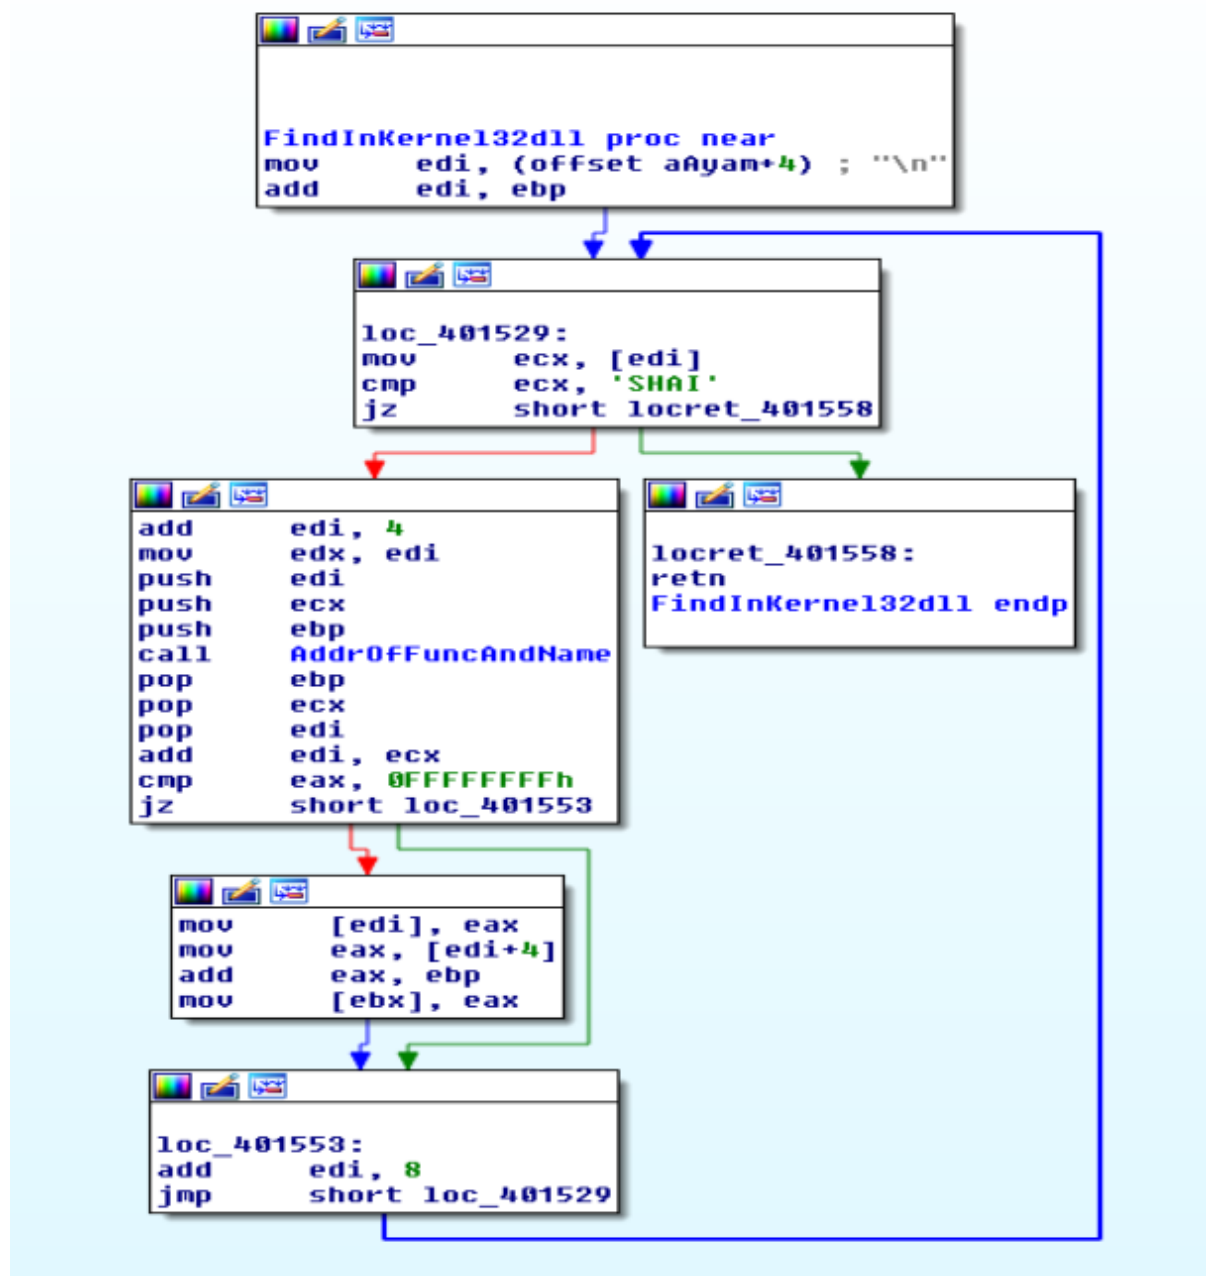 FindInKernel32dll proc near
mov edi, (offset aAyam+4) ; "\n"
add edi, ebp
loc_401529:
mov ecx, [edi]
cmp ecx, 'SHAI'
jz short locret_401558
add edi, 4
mov edx, edi
push edi
push ecx
push ebp
call AddrOfFuncAndName
pop ebp
pop ecx
pop edi
add edi, ecx
cmp eax, 0FFFFFFFFh
jz short loc_401553
locret_401558:
retn
FindInKernel32dll endp
mov [edi], eax
mov eax, [edi+4]
add eax, ebp
mov [ebx], eax
loc_401553:
add edi, 8
jmp short loc_401529